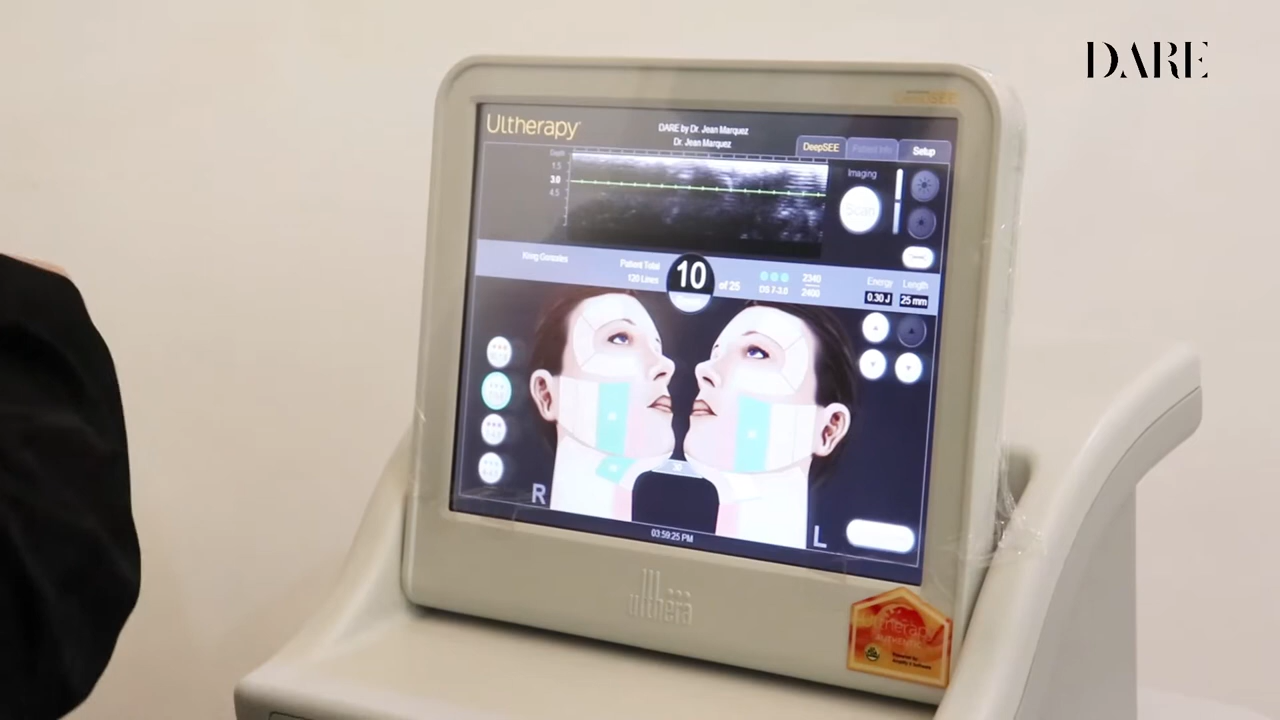 DARE
Ultherapy
DARE by Dr. Jean Marquez
Dr. Jean Marquez
DeepSEE
Patient Info
Setup
1.5
3.0
4.5
Imaging
Scan
Patient Total
120 Lines
10
of 25
DS 7-3.0
2340
2400
Energy
Length
0.30 J
25 mm
30
R
L
03:59:25 PM
ulthera
Ultherapy